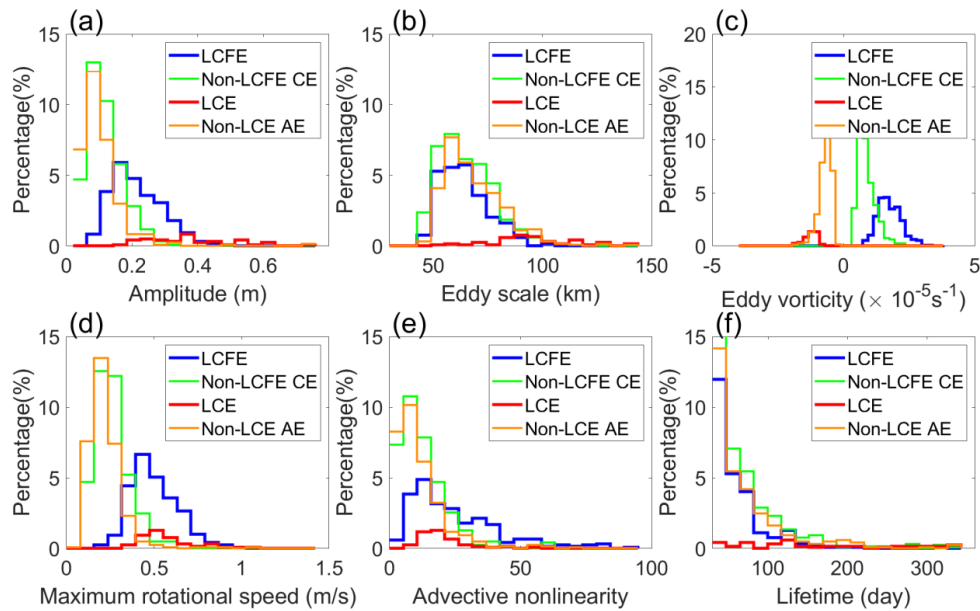 (a)
(b)
(c)
15
10
5
0
Percentage(%)
LCFE
Non-LCFE CE
LCE
Non-LCE AE
0
0.2
0.4
0.6
Amplitude (m)
15
10
5
0
Percentage(%)
LCFE
Non-LCFE CE
LCE
Non-LCE AE
50
100
150
Eddy scale (km)
20
15
10
5
0
Percentage(%)
LCFE
Non-LCFE CE
LCE
Non-LCE AE
-5
0
5
Eddy vorticity (× 10⁻⁵s⁻¹)
(d)
(e)
(f)
15
10
5
0
Percentage(%)
LCFE
Non-LCFE CE
LCE
Non-LCE AE
0
0.5
1
1.5
Maximum rotational speed (m/s)
15
10
5
0
Percentage(%)
LCFE
Non-LCFE CE
LCE
Non-LCE AE
0
50
100
Advective nonlinearity
15
10
5
0
Percentage(%)
LCFE
Non-LCFE CE
LCE
Non-LCE AE
100
200
300
Lifetime (day)